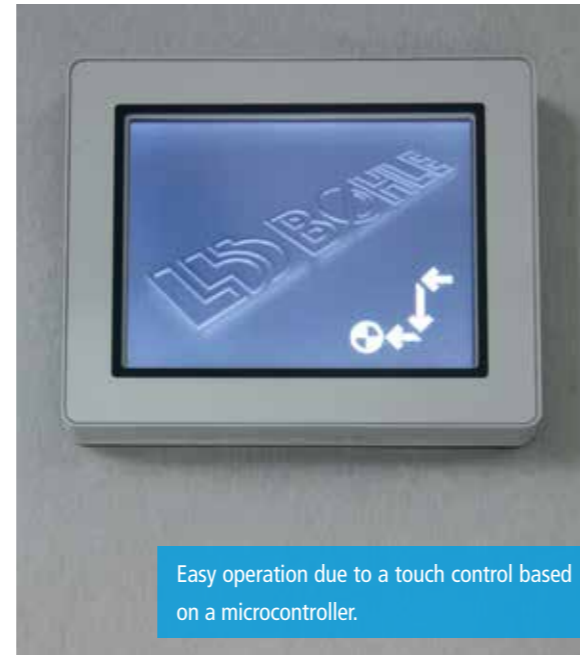 BOHLE
Easy operation due to a touch control based
on a microcontroller.